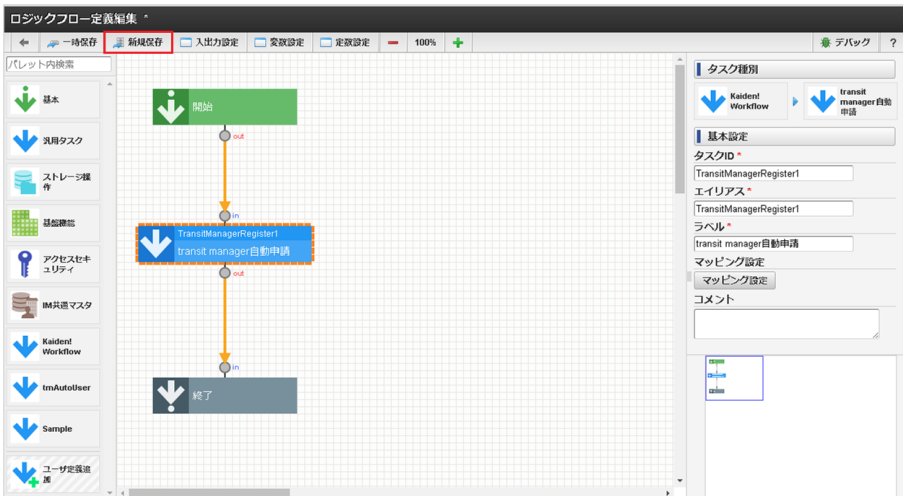 ロジックフロー定義編集 *
一時保存
新規保存
入出力設定
変数設定
定数設定
100%
デバッグ
?
パレット内検索
基本
汎用タスク
ストレージ操
作
基盤機能
アクセスセキ
ュリティ
IM共通マスタ
Kaiden!
Workflow
tmAutoUser
Sample
ユーザ定義追
加
開始
out
in
TransitManagerRegister1
transit manager自動申請
out
in
終了
タスク種別
Kaiden!
Workflow
transit
manager自動
申請
基本設定
タスクID *
TransitManagerRegister1
エイリアス *
TransitManagerRegister1
ラベル *
transit manager自動申請
マッピング設定
マッピング設定
コメント